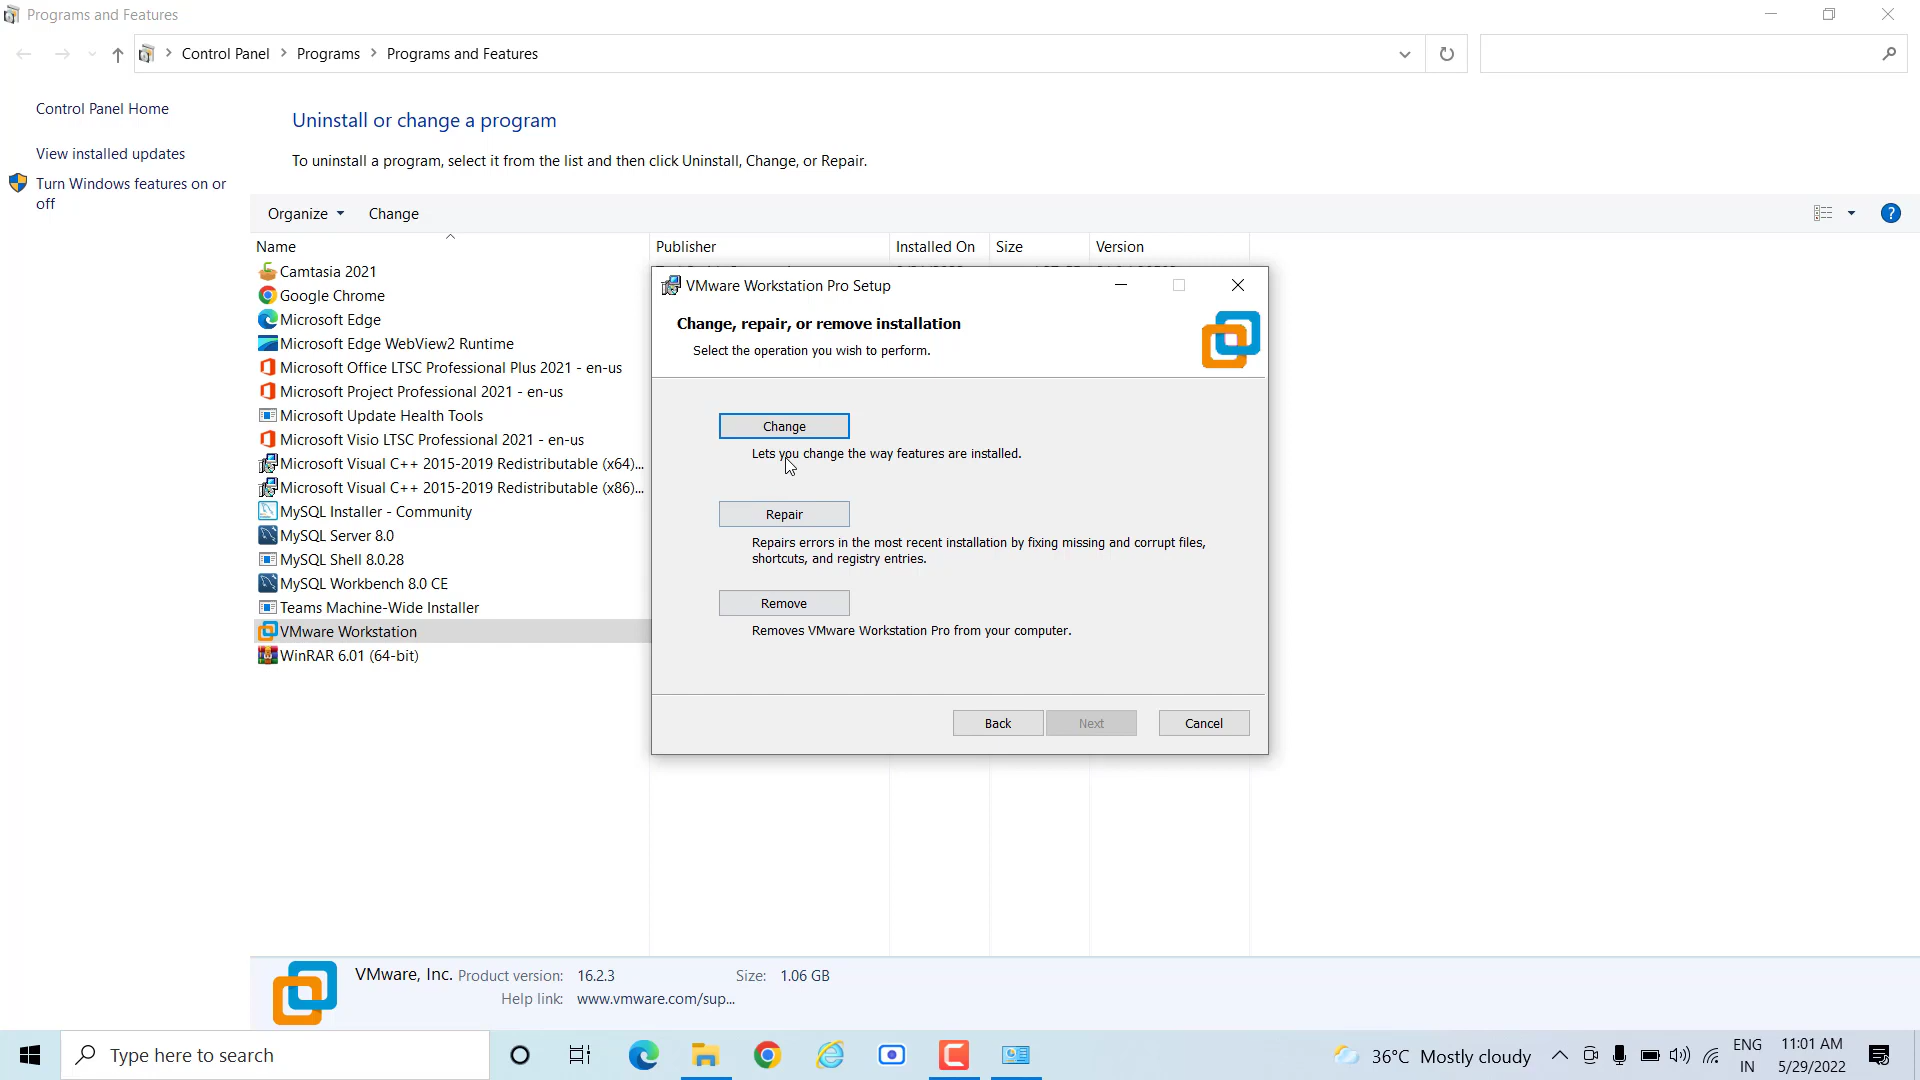 Programs and Features
Control Panel > Programs > Programs and Features
Control Panel Home
View installed updates
Turn Windows features on or
off
Uninstall or change a program
To uninstall a program, select it from the list and then click Uninstall, Change, or Repair.
Organize Change
Name Publisher Installed On Size Version
Camtasia 2021
Google Chrome
Microsoft Edge
Microsoft Edge WebView2 Runtime
Microsoft Office LTSC Professional Plus 2021 - en-us
Microsoft Project Professional 2021 - en-us
Microsoft Update Health Tools
Microsoft Visio LTSC Professional 2021 - en-us
Microsoft Visual C++ 2015-2019 Redistributable (x64)...
Microsoft Visual C++ 2015-2019 Redistributable (x86)...
MySQL Installer - Community
MySQL Server 8.0
MySQL Shell 8.0.28
MySQL Workbench 8.0 CE
Teams Machine-Wide Installer
VMware Workstation
WinRAR 6.01 (64-bit)
VMware Workstation Pro Setup
Change, repair, or remove installation
Select the operation you wish to perform.
Change
Lets you change the way features are installed.
Repair
Repairs errors in the most recent installation by fixing missing and corrupt files,
shortcuts, and registry entries.
Remove
Removes VMware Workstation Pro from your computer.
Back Next Cancel
VMware, Inc. Product version: 16.2.3 Size: 1.06 GB
Help link: www.vmware.com/sup...
Type here to search
36°C Mostly cloudy
ENG
IN
11:01 AM
5/29/2022